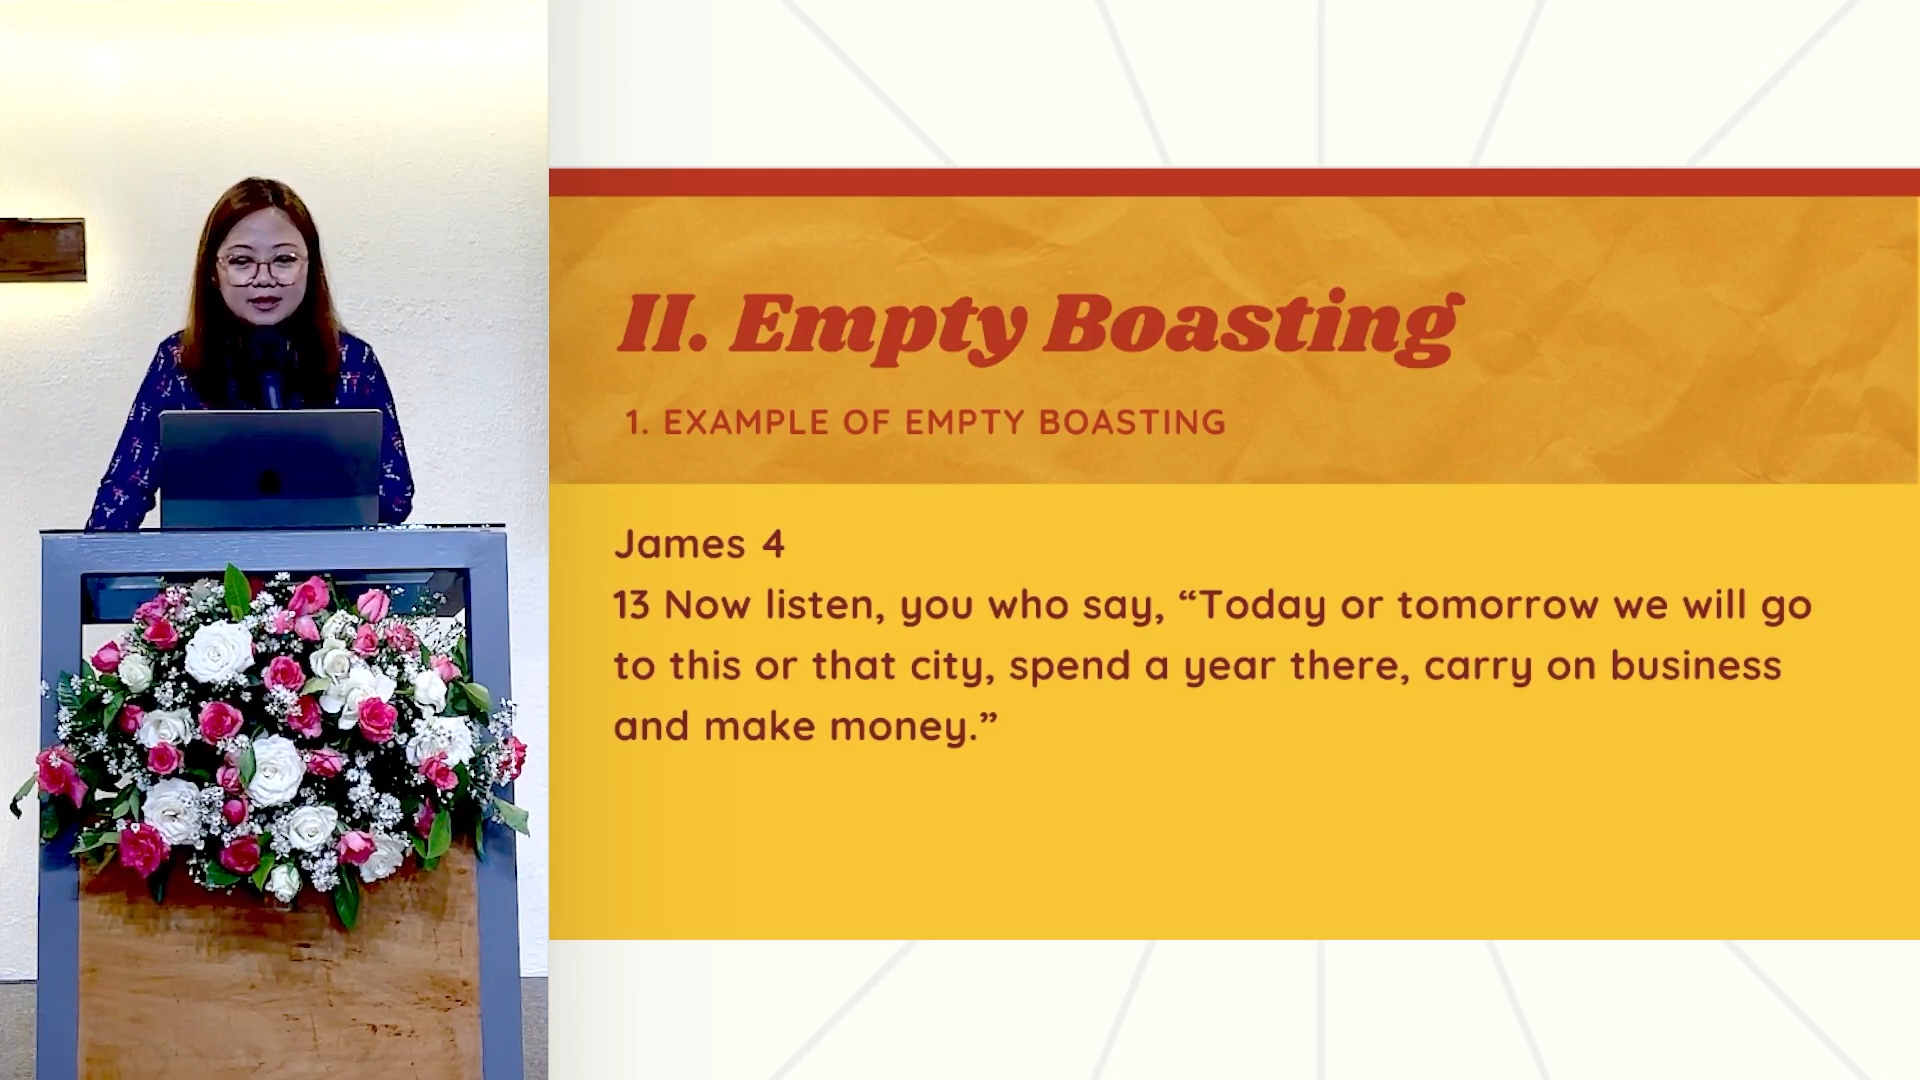 II. Empty Boasting
1. EXAMPLE OF EMPTY BOASTING
James 4
13 Now listen, you who say, “Today or tomorrow we will go
to this or that city, spend a year there, carry on business
and make money.”